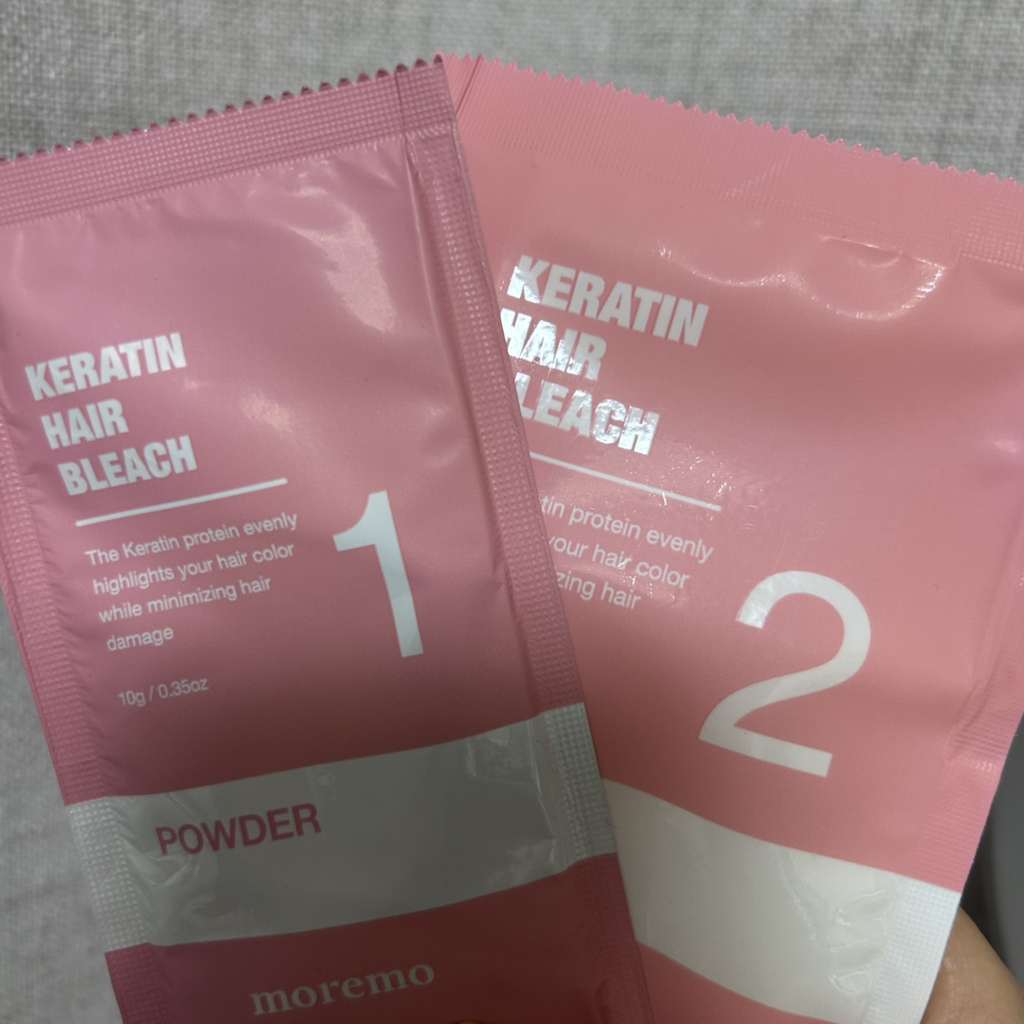 KERATIN
HAIR
BLEACH
The Keratin protein evenly
highlights your hair color
while minimizing hair
damage
10g / 0.35oz
1
POWDER
moremo
KERATIN
HAIR
LEACH
tin protein evenly
your hair color
zing hair
2